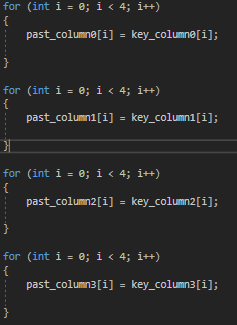 for (int i = 0; i < 4; i++)
{
past_column0[i] = key_column0[i];
}
for (int i = 0; i < 4; i++)
{
past_column1[i] = key_column1[i];
}
for (int i = 0; i < 4; i++)
{
past_column2[i] = key_column2[i];
}
for (int i = 0; i < 4; i++)
{
past_column3[i] = key_column3[i];
}